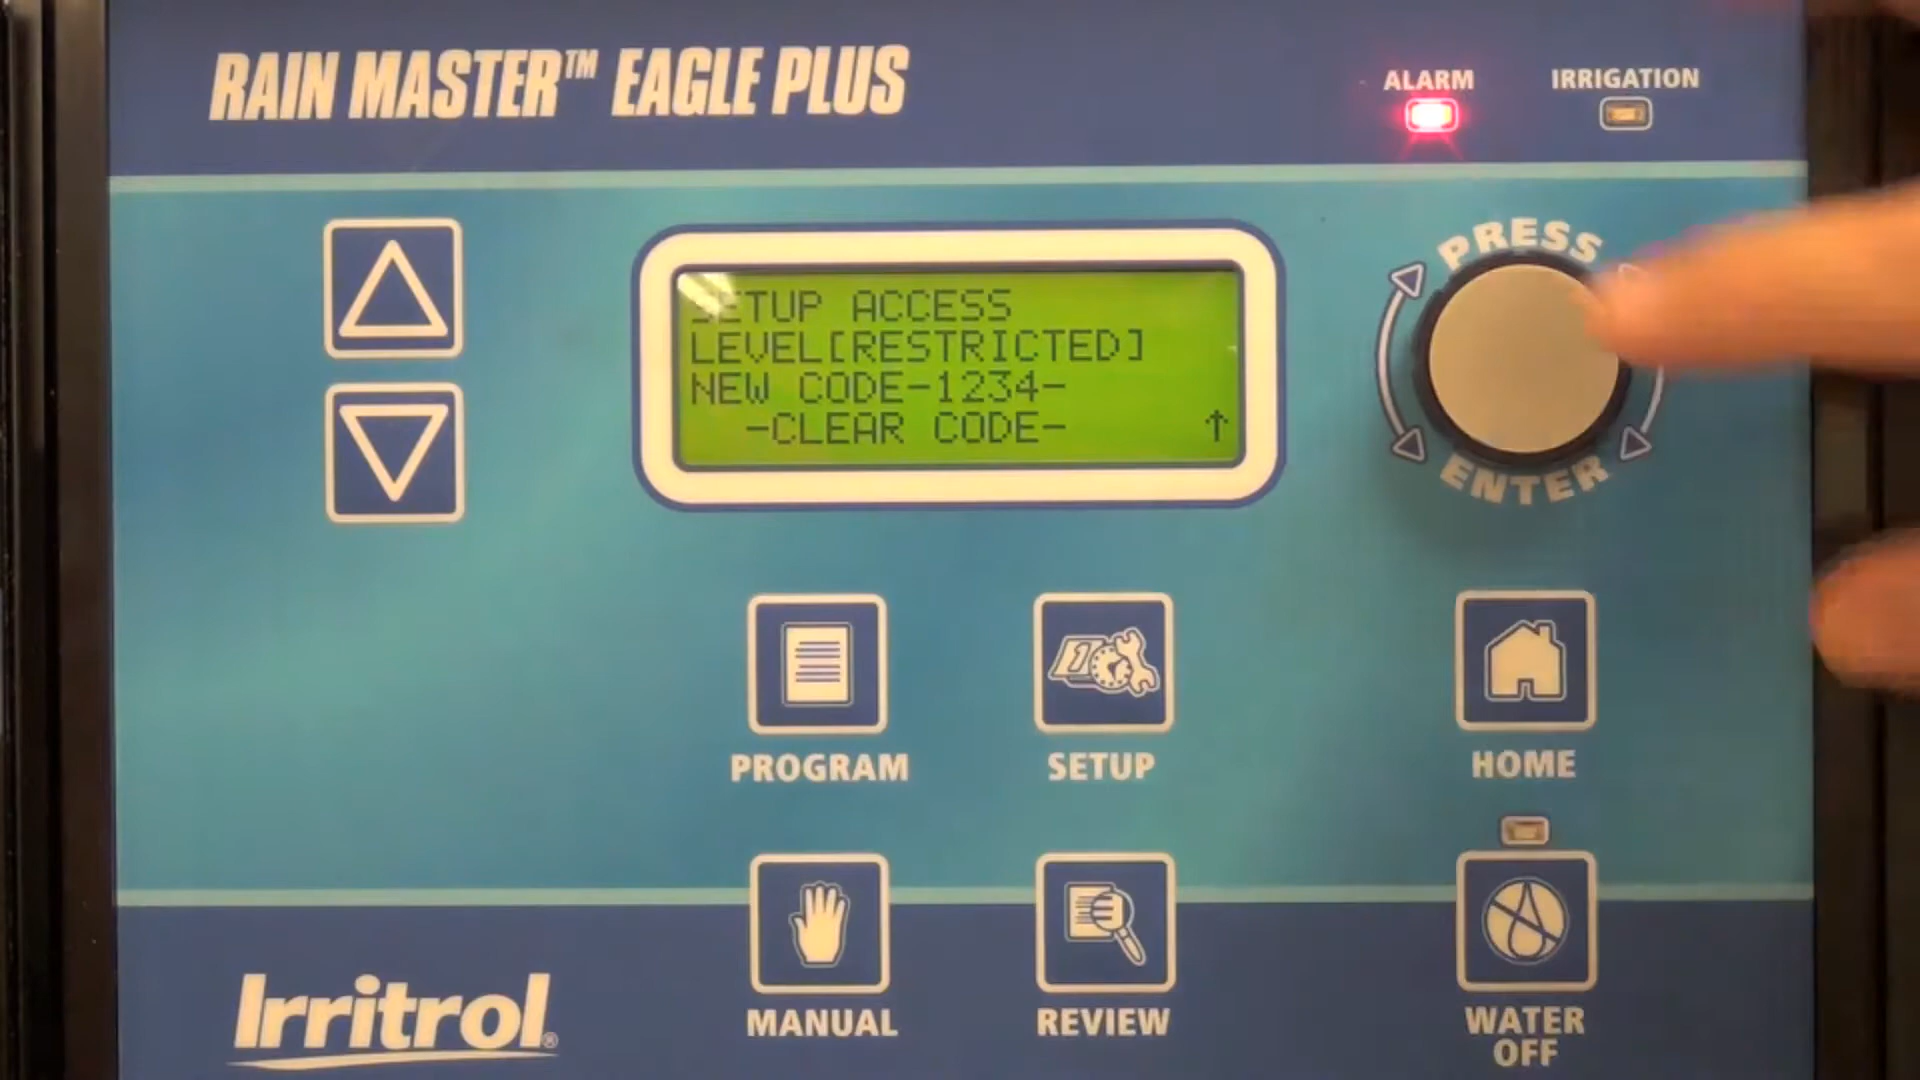 RAIN MASTER™ EAGLE PLUS
ALARM
IRRIGATION
SETUP ACCESS
LEVEL[RESTRICTED]
NEW CODE-1234-
-CLEAR CODE- ↑
PRESS
ENTER
PROGRAM
SETUP
HOME
MANUAL
REVIEW
WATER
OFF
Irritrol®